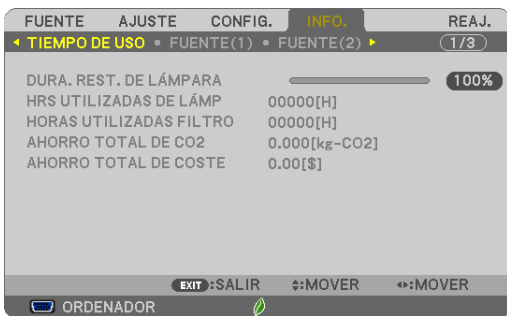 FUENTE AJUSTE CONFIG. INFO. REAJ.
TIEMPO DE USO • FUENTE(1) • FUENTE(2) 1/3
DURA. REST. DE LÁMPARA 100%
HRS UTILIZADAS DE LÁMP 00000[H]
HORAS UTILIZADAS FILTRO 00000[H]
AHORRO TOTAL DE CO2 0.000[kg-CO2]
AHORRO TOTAL DE COSTE 0.00[$]
EXIT :SALIR :MOVER :MOVER
ORDENADOR